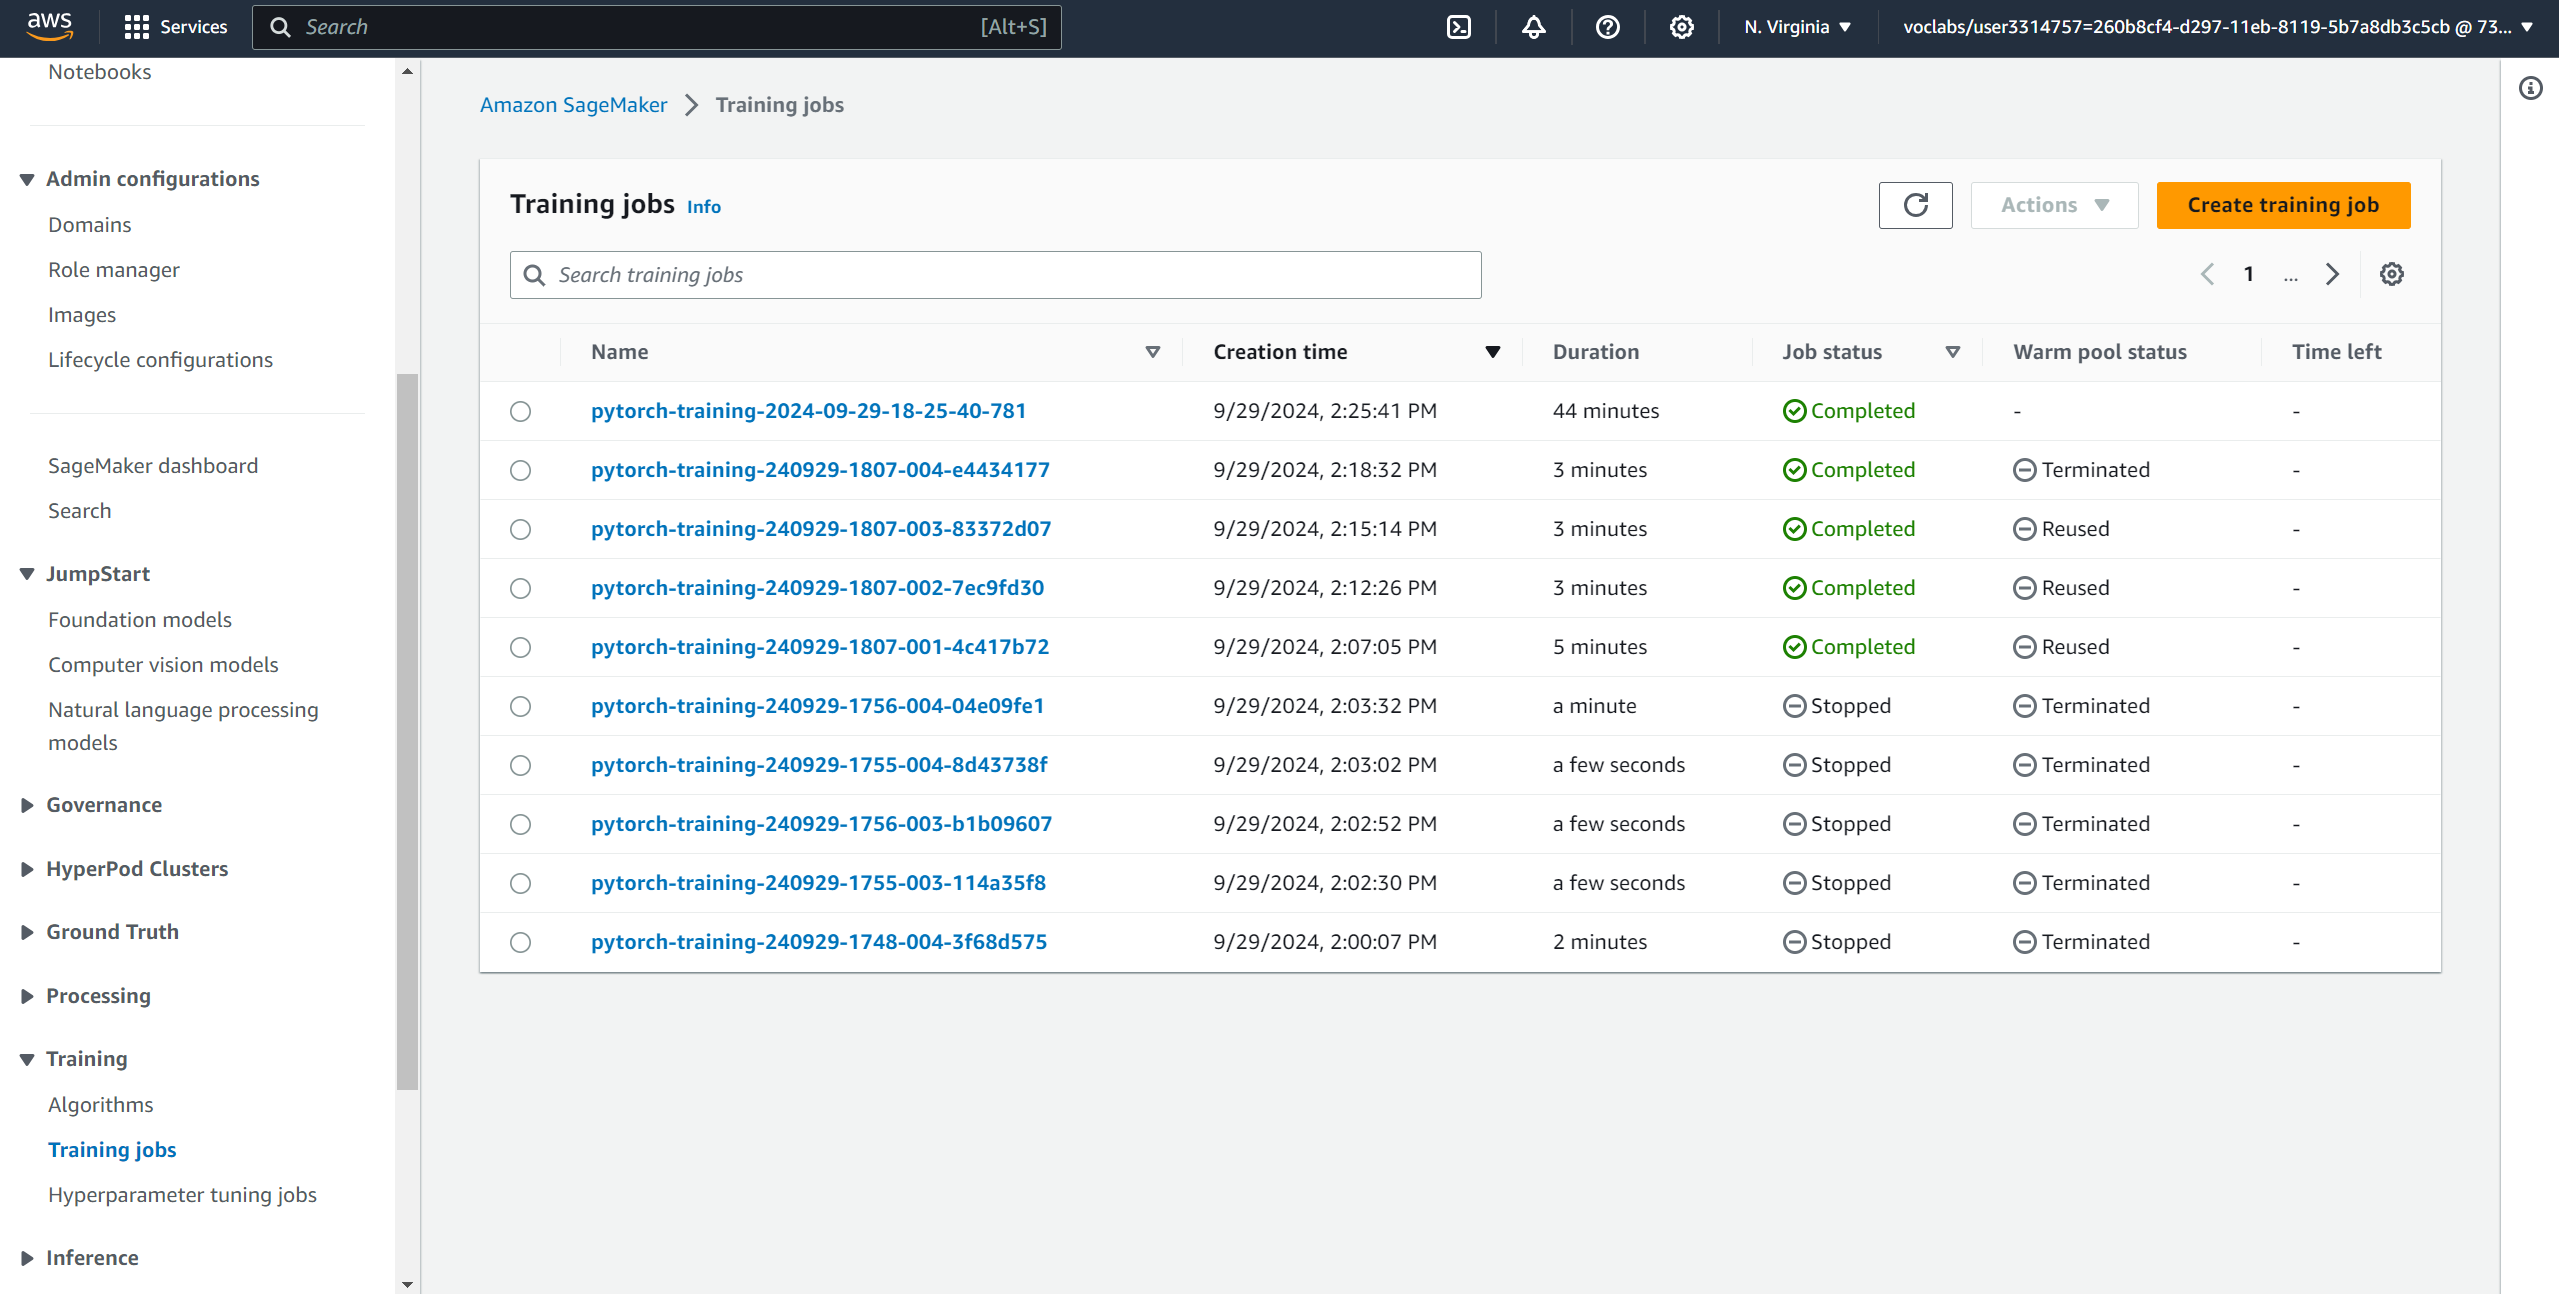 aws Services Search [Alt+S] N. Virginia voclabs/user3314757=260b8cf4-d297-11eb-8119-5b7a8db3c5cb @ 73...
Notebooks
Admin configurations
Domains
Role manager
Images
Lifecycle configurations
SageMaker dashboard
Search
JumpStart
Foundation models
Computer vision models
Natural language processing
models
Governance
HyperPod Clusters
Ground Truth
Processing
Training
Algorithms
Training jobs
Hyperparameter tuning jobs
Inference
Amazon SageMaker Training jobs
Training jobs Info Actions Create training job
Search training jobs 1 ...
Name Creation time Duration Job status Warm pool status Time left
pytorch-training-2024-09-29-18-25-40-781 9/29/2024, 2:25:41 PM 44 minutes Completed - -
pytorch-training-240929-1807-004-e4434177 9/29/2024, 2:18:32 PM 3 minutes Completed Terminated -
pytorch-training-240929-1807-003-83372d07 9/29/2024, 2:15:14 PM 3 minutes Completed Reused -
pytorch-training-240929-1807-002-7ec9fd30 9/29/2024, 2:12:26 PM 3 minutes Completed Reused -
pytorch-training-240929-1807-001-4c417b72 9/29/2024, 2:07:05 PM 5 minutes Completed Reused -
pytorch-training-240929-1756-004-04e09fe1 9/29/2024, 2:03:32 PM a minute Stopped Terminated -
pytorch-training-240929-1755-004-8d43738f 9/29/2024, 2:03:02 PM a few seconds Stopped Terminated -
pytorch-training-240929-1756-003-b1b09607 9/29/2024, 2:02:52 PM a few seconds Stopped Terminated -
pytorch-training-240929-1755-003-114a35f8 9/29/2024, 2:02:30 PM a few seconds Stopped Terminated -
pytorch-training-240929-1748-004-3f68d575 9/29/2024, 2:00:07 PM 2 minutes Stopped Terminated -